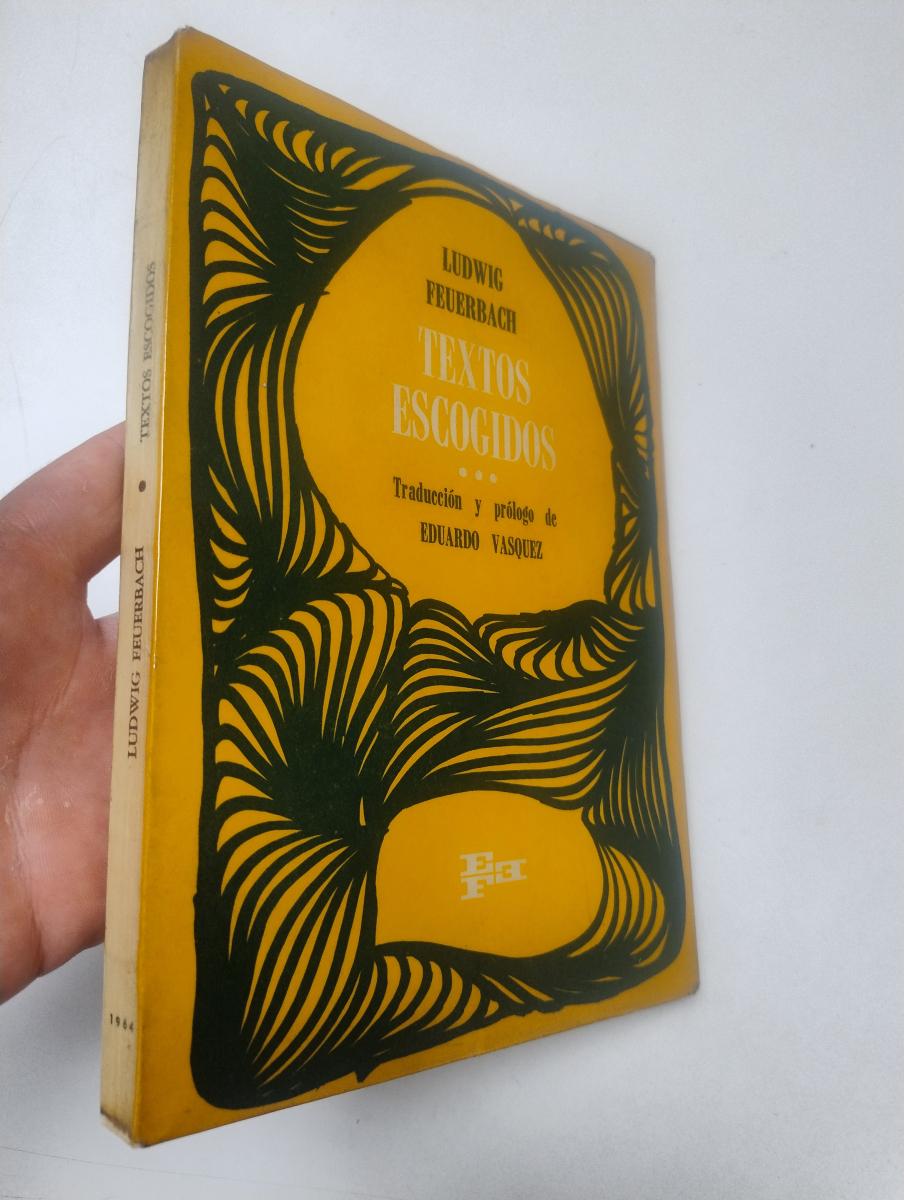 LUDWIG
FEUERBACH
TEXTOS
ESCOGIDOS
Traducción y prólogo de
EDUARDO VASQUEZ
LUDWIG FEUERBACH • TEXTOS ESCOGIDOS
1964